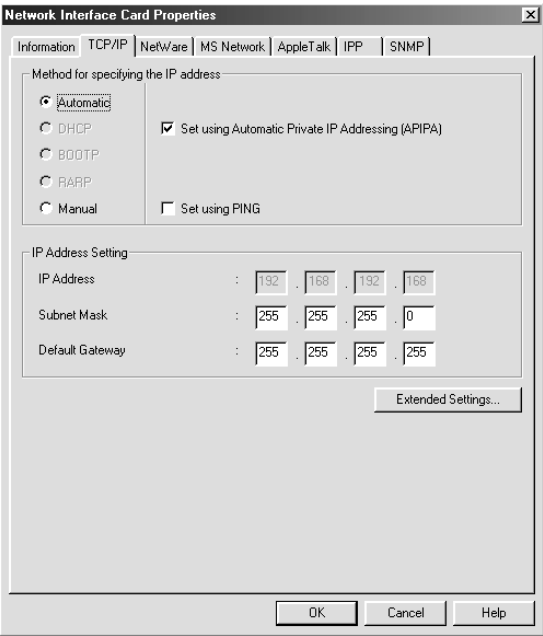 Network Interface Card Properties
Information TCP/IP NetWare MS Network AppleTalk IPP SNMP
Method for specifying the IP address
Automatic
DHCP Set using Automatic Private IP Addressing (APIPA)
BOOTP
RARP
Manual Set using PING
IP Address Setting
IP Address : 192 . 168 . 192 . 168
Subnet Mask : 255 . 255 . 255 . 0
Default Gateway : 255 . 255 . 255 . 255
Extended Settings...
OK Cancel Help